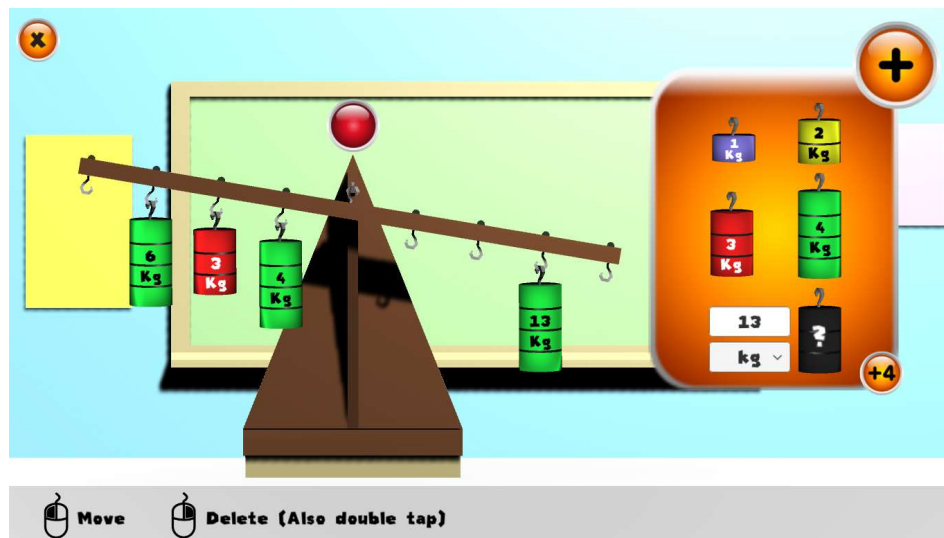 x
+
1
Kg
2
Kg
3
Kg
4
Kg
6
Kg
3
Kg
4
Kg
13
Kg
13
kg
?
+4
Move
Delete (Also double tap)